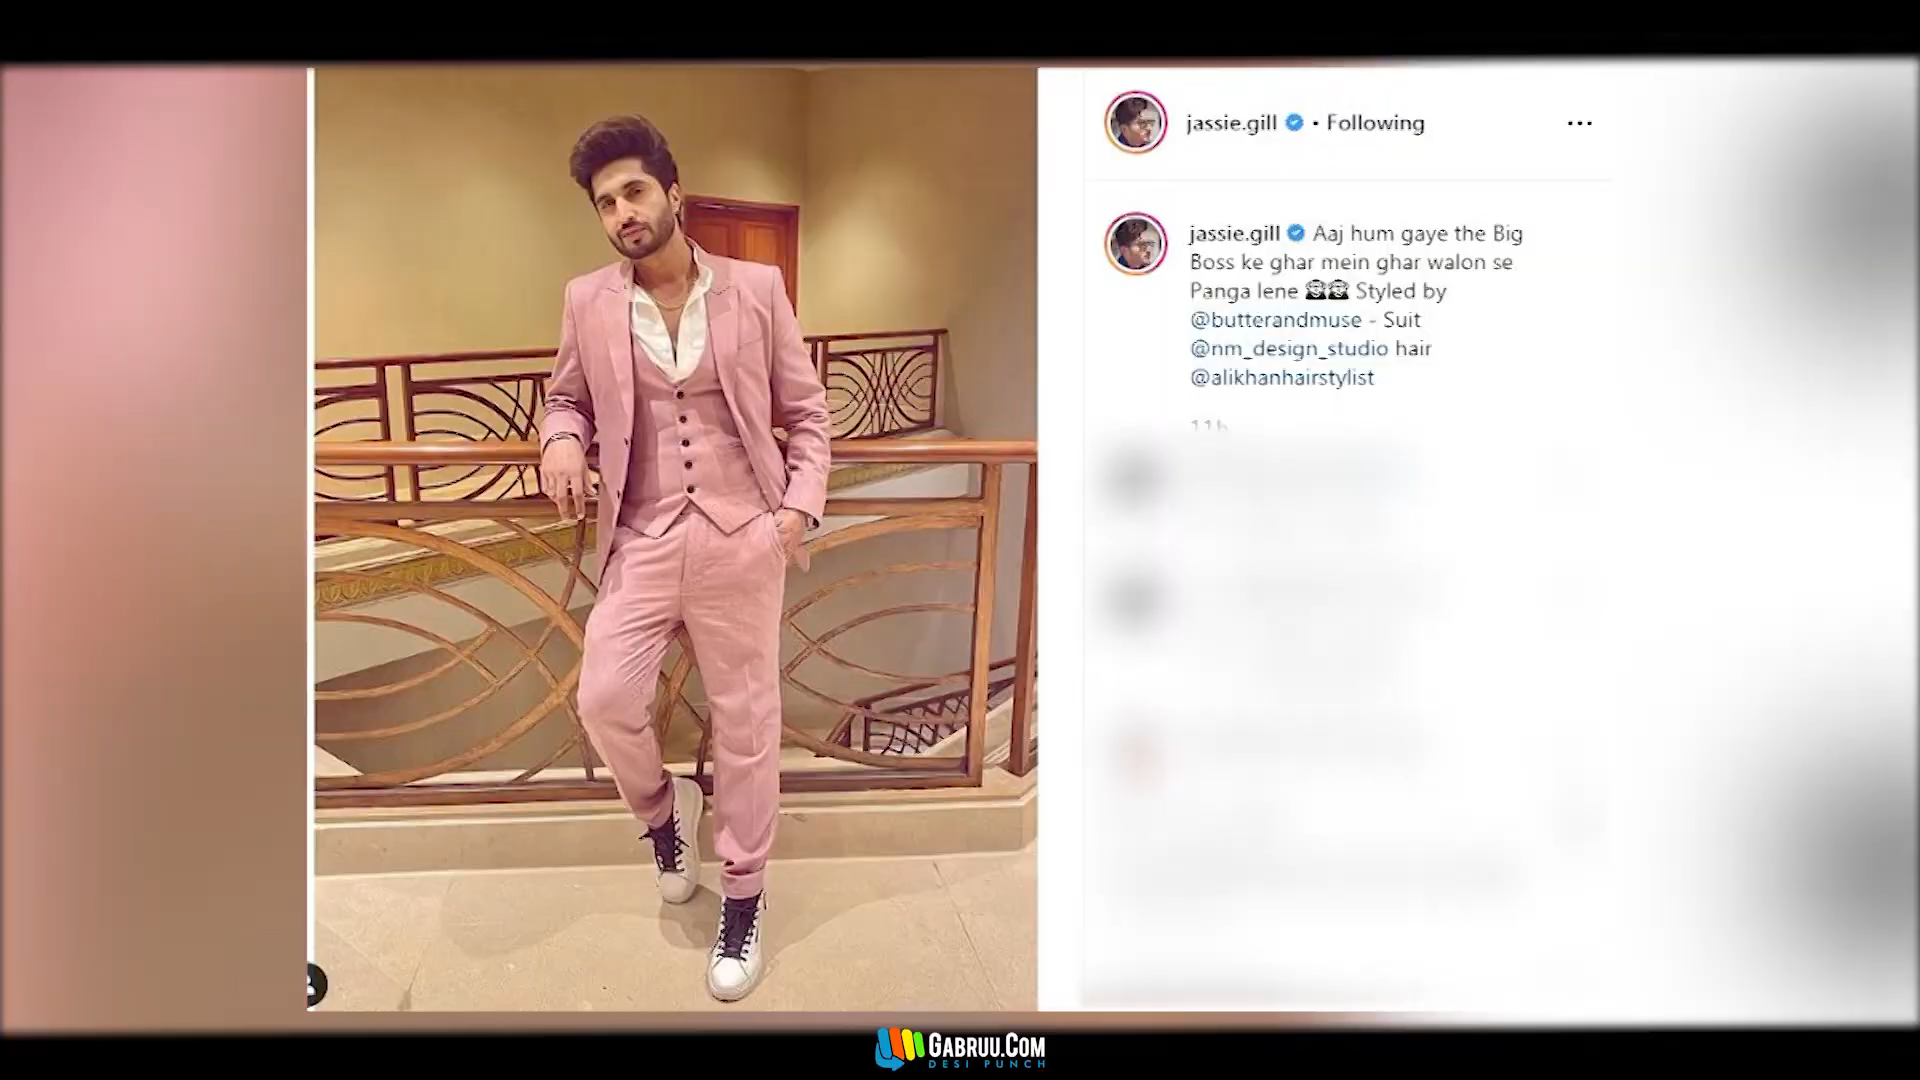 jassie.gill • Following ...
jassie.gill Aaj hum gaye the Big
Boss ke ghar mein ghar walon se
Panga lene Styled by
@butterandmuse - Suit
@nm_design_studio hair
@alikhanhairstylist
11h
GABRUU.COM
DESI PUNCH